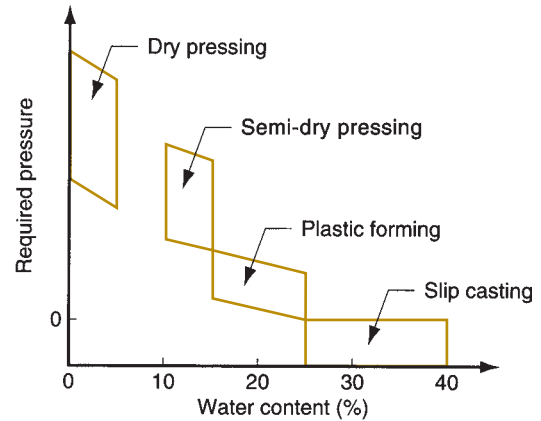 Dry pressing
Semi-dry pressing
Plastic forming
Slip casting
Required pressure
0
0 10 20 30 40
Water content (%)